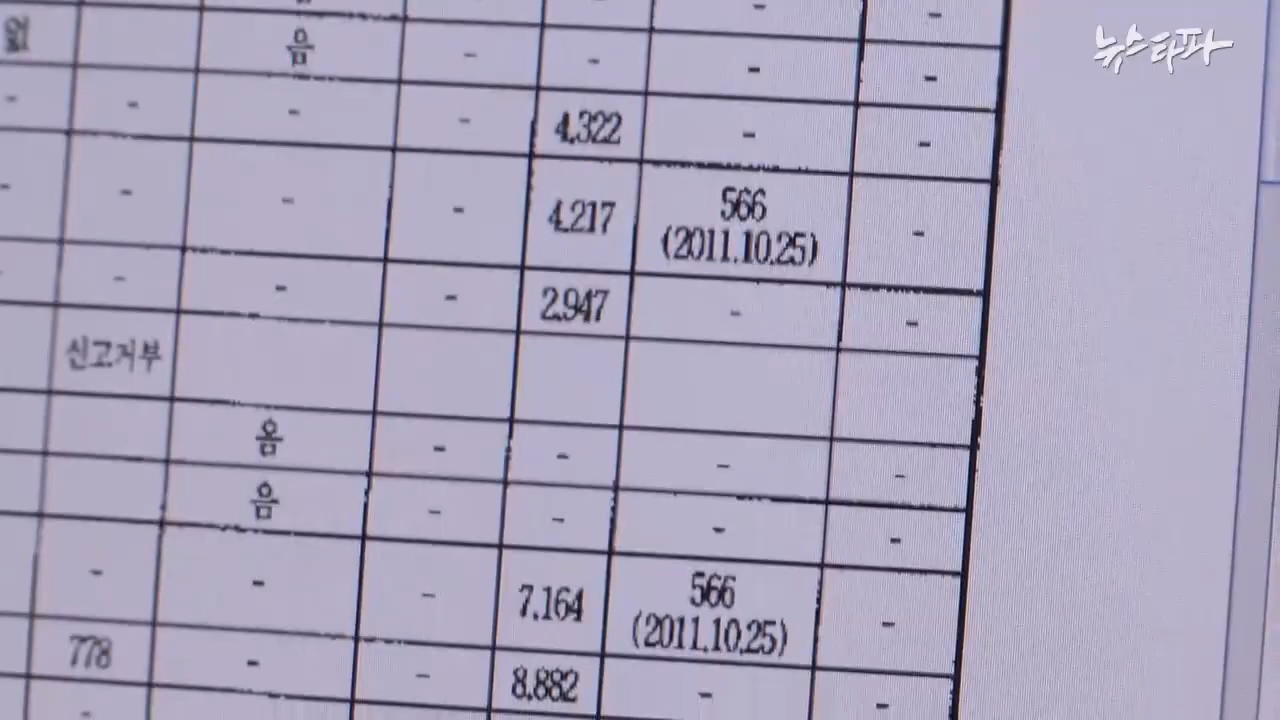 뉴스타파
없 음 - - - -
- - - - 4,322 - -
- - - - 4,217 566 -
(2011.10.25)
- - - - 2,947 - -
신고거부
음 - - - -
음 - - - -
- - - 7,164 566 -
(2011.10.25)
778 - - 8,882 - -